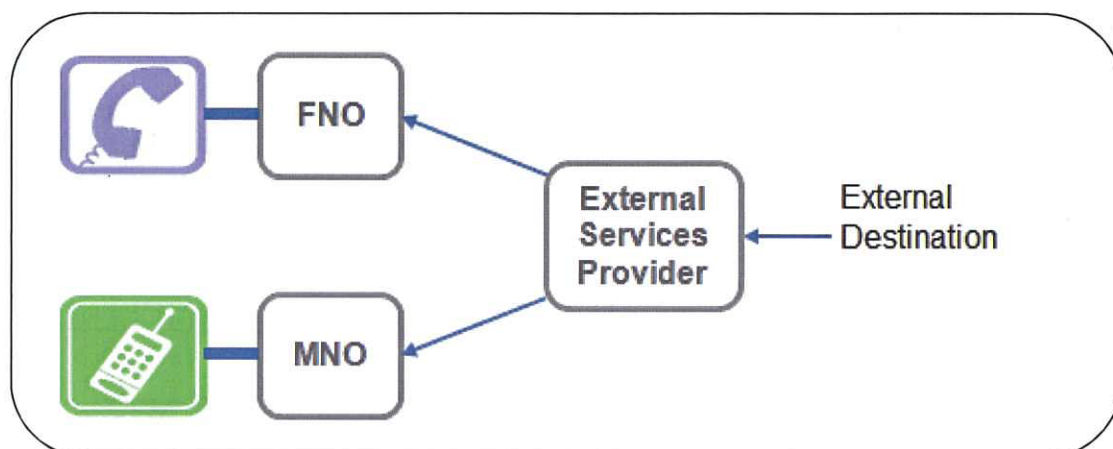 FNO
External
Services
Provider
External
Destination
MNO